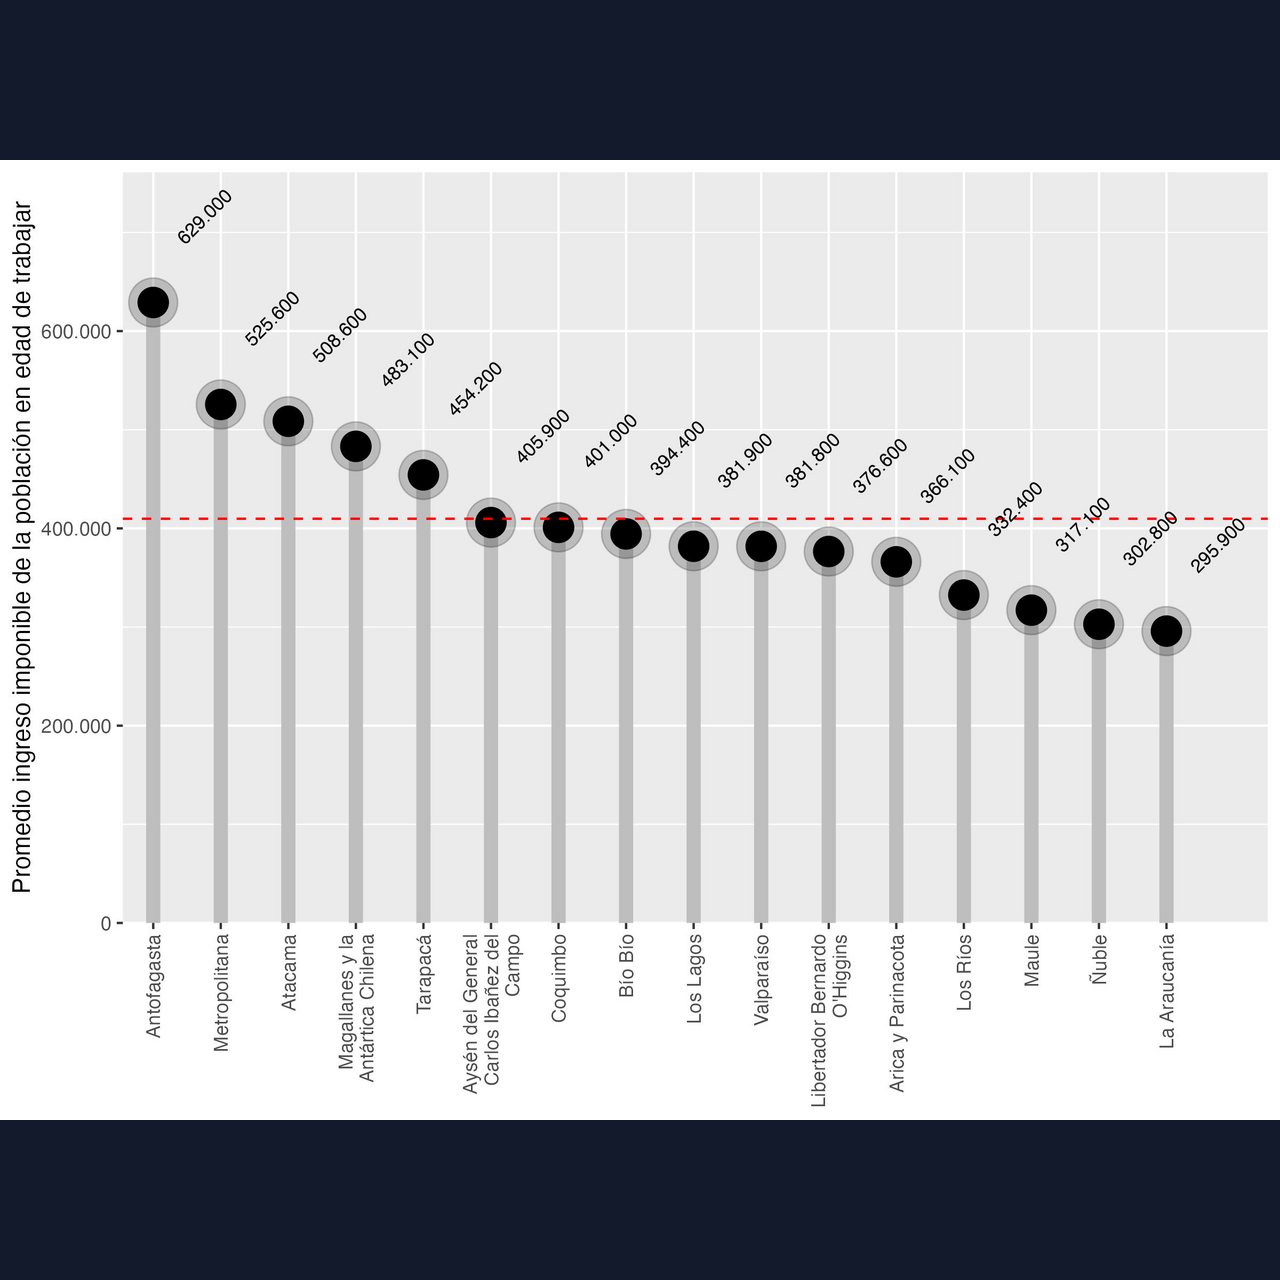 Promedio ingreso imponible de la población en edad de trabajar
600.000
400.000
200.000
0
629.000
525.600
508.600
483.100
454.200
405.900
401.000
394.400
381.900
381.800
376.600
366.100
332.400
317.100
302.800
295.900
Antofagasta
Metropolitana
Atacama
Magallanes y la
Antártica Chilena
Tarapacá
Aysén del General
Carlos Ibañez del
Campo
Coquimbo
Bío Bío
Los Lagos
Valparaíso
Libertador Bernardo
O'Higgins
Arica y Parinacota
Los Ríos
Maule
Ñuble
La Araucanía